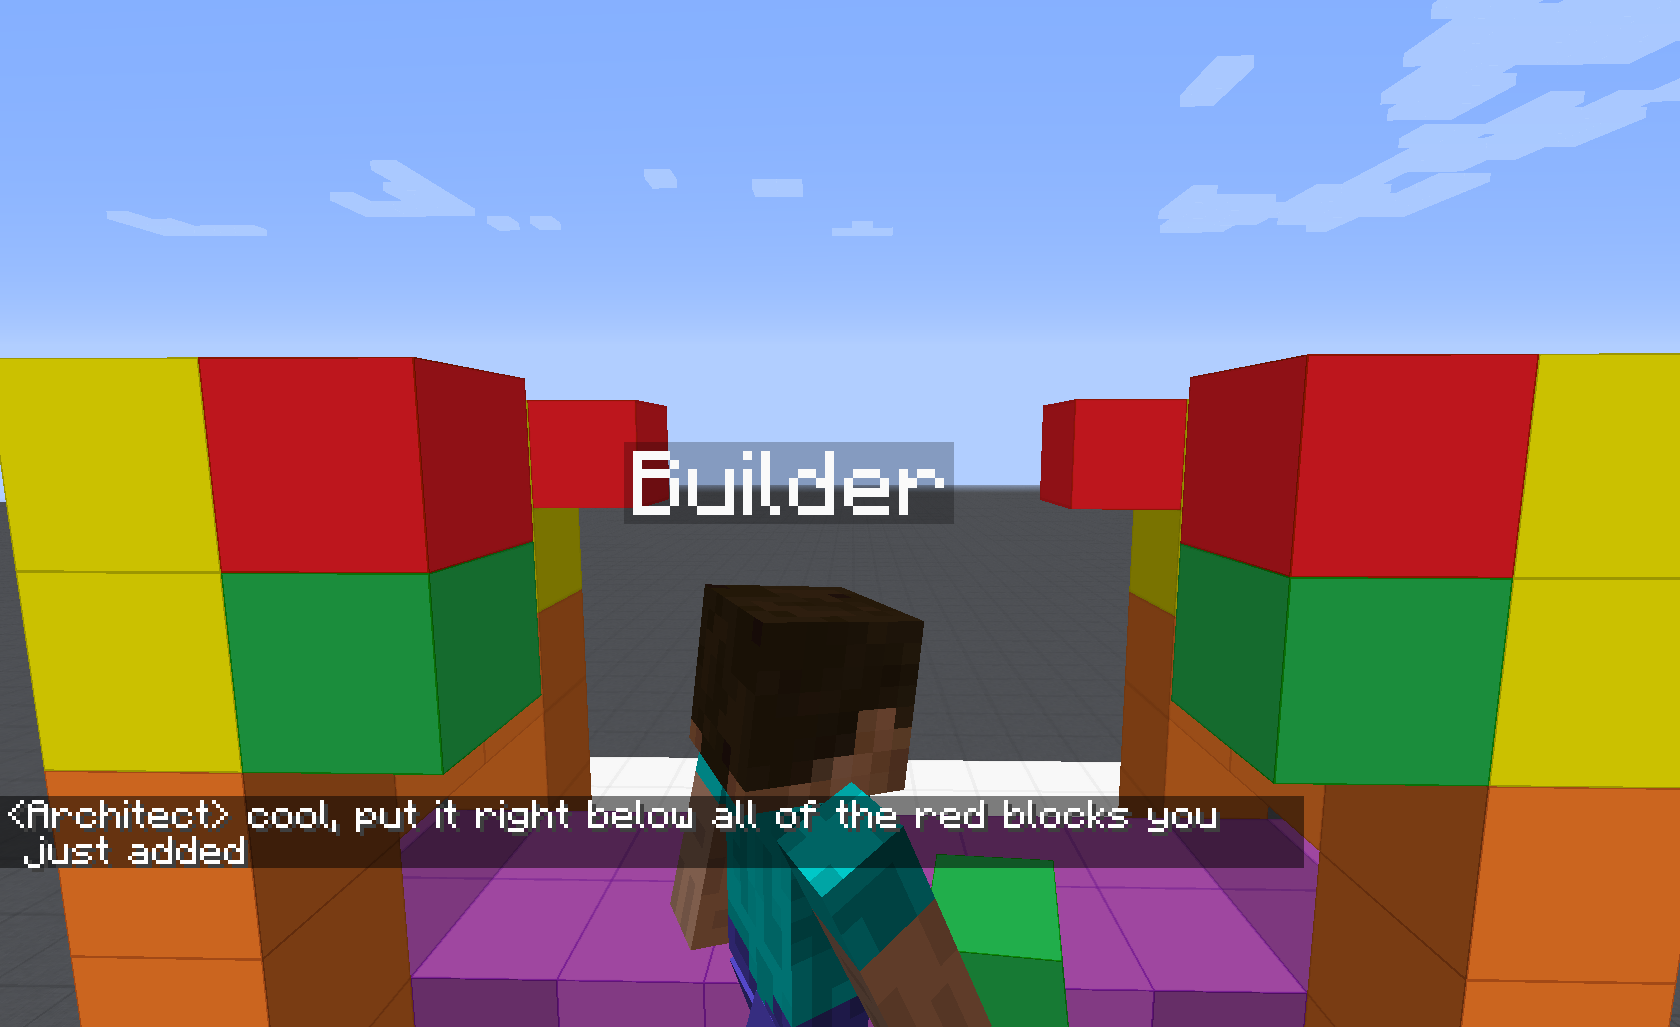 Builder
<Architect> cool, put it right below all of the red blocks you
just added